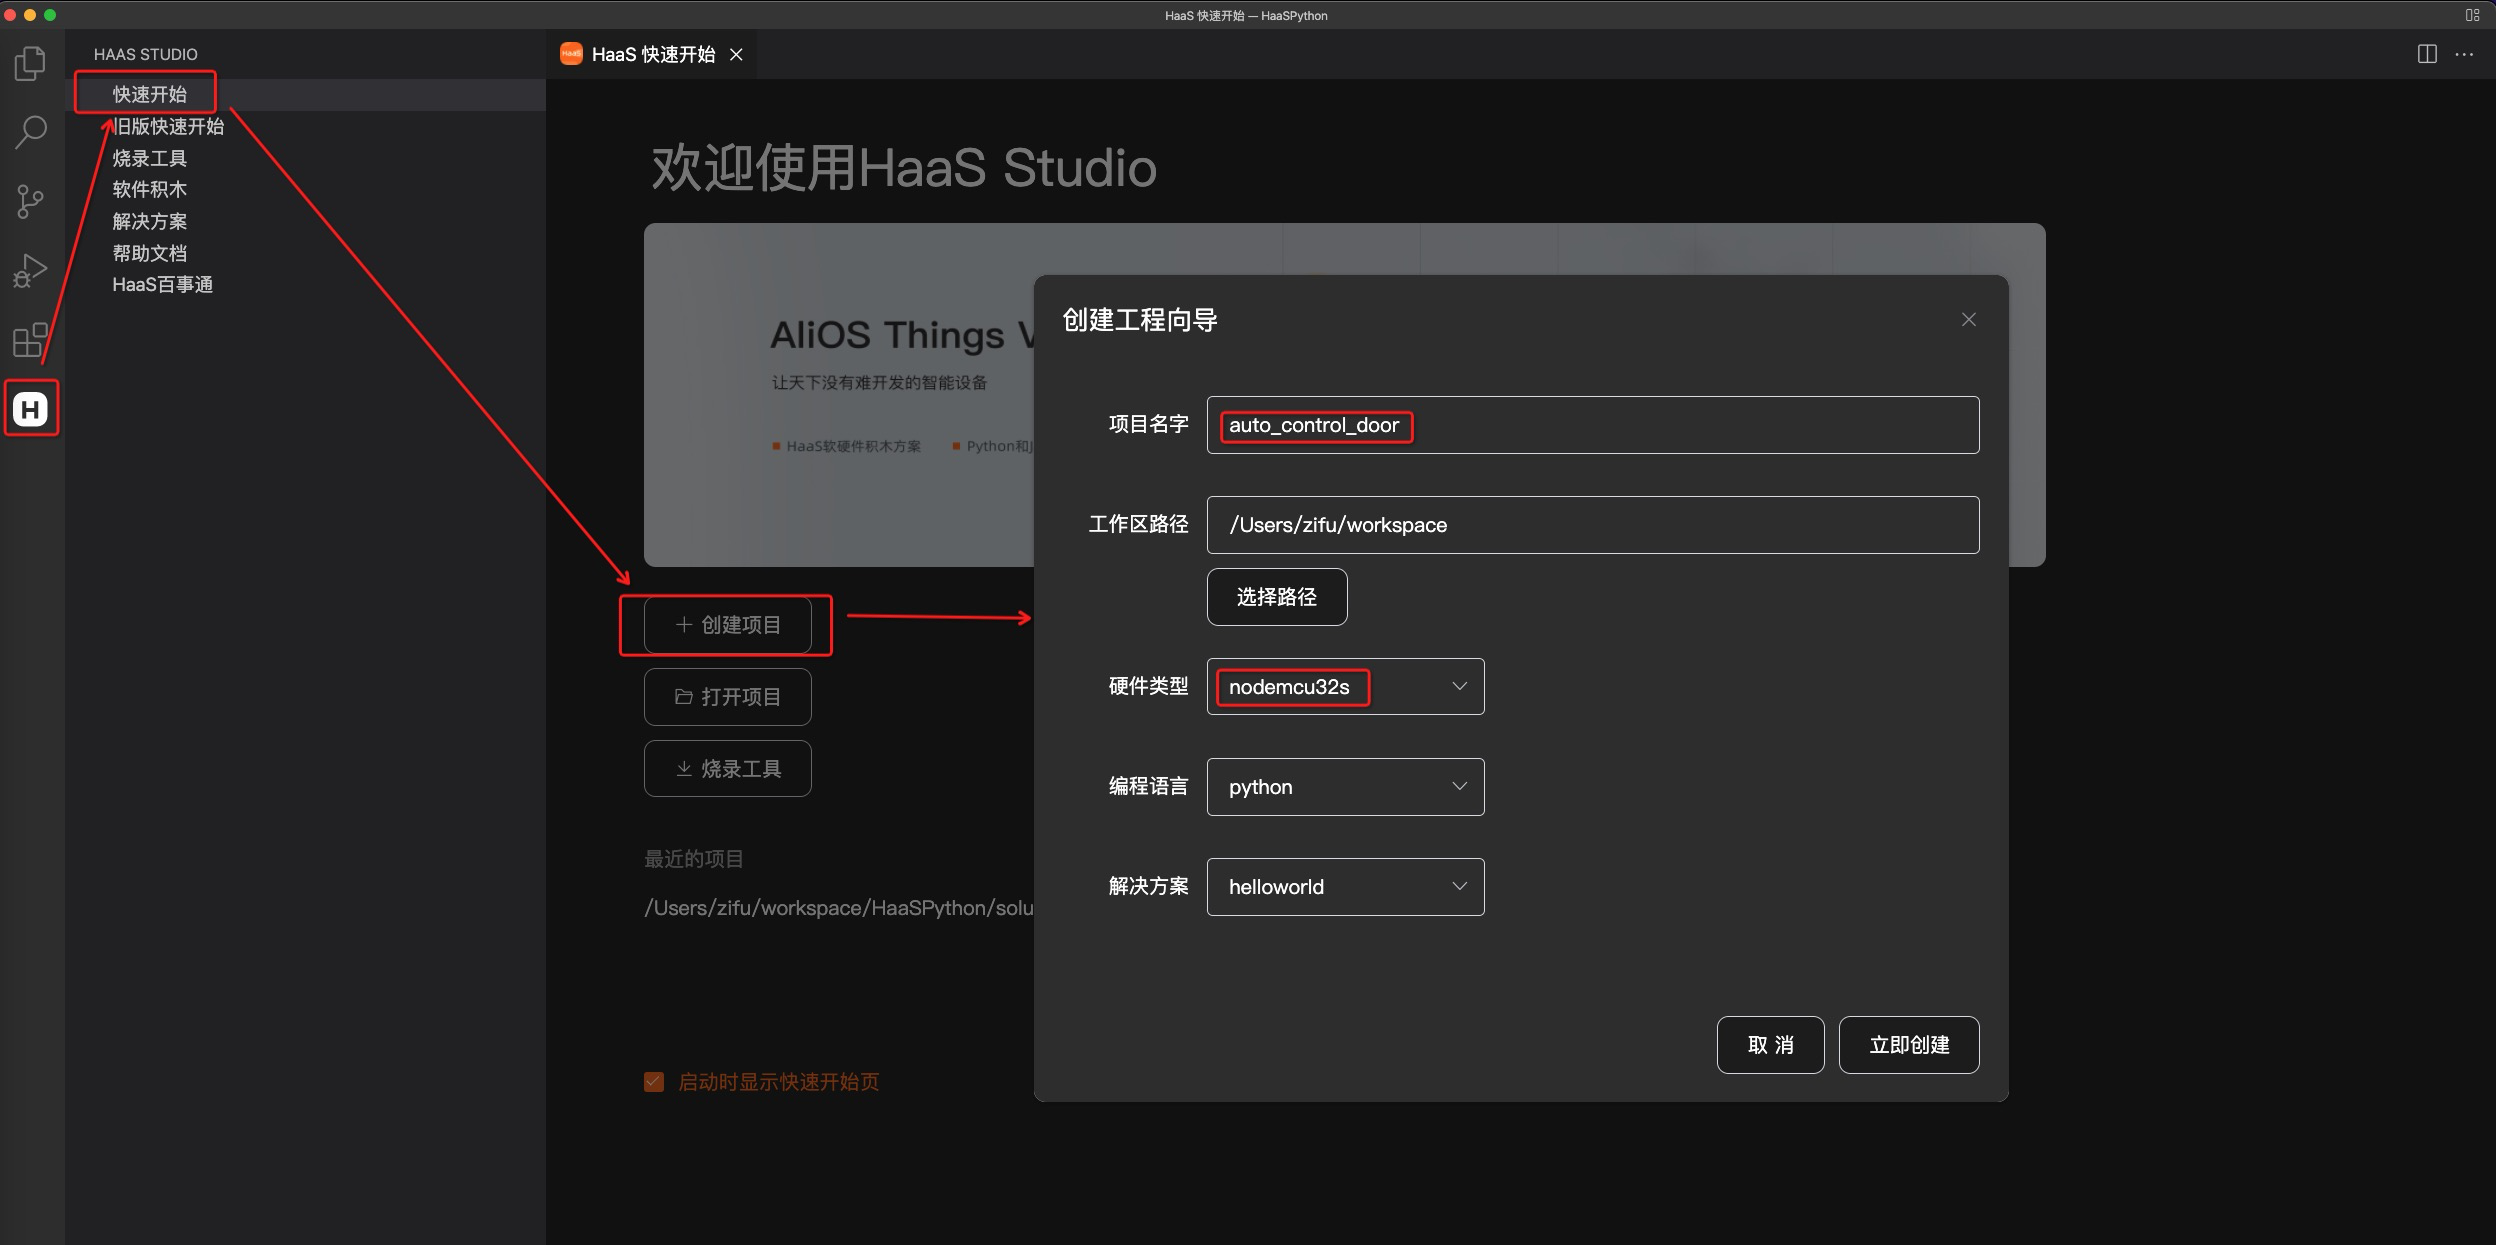 HaaS 快速开始 — HaaSPython
HAAS STUDIO
快速开始
旧版快速开始
烧录工具
软件积木
解决方案
帮助文档
HaaS百事通
H
HaaS 快速开始
欢迎使用HaaS Studio
AliOS Things V
让天下没有难开发的智能设备
HaaS软硬件积木方案
Python和J
创建项目
打开项目
烧录工具
最近的项目
/Users/zifu/workspace/HaaSPython/solu
启动时显示快速开始页
创建工程向导
项目名字
auto_control_door
工作区路径
/Users/zifu/workspace
选择路径
硬件类型
nodemcu32s
编程语言
python
解决方案
helloworld
取 消
立即创建